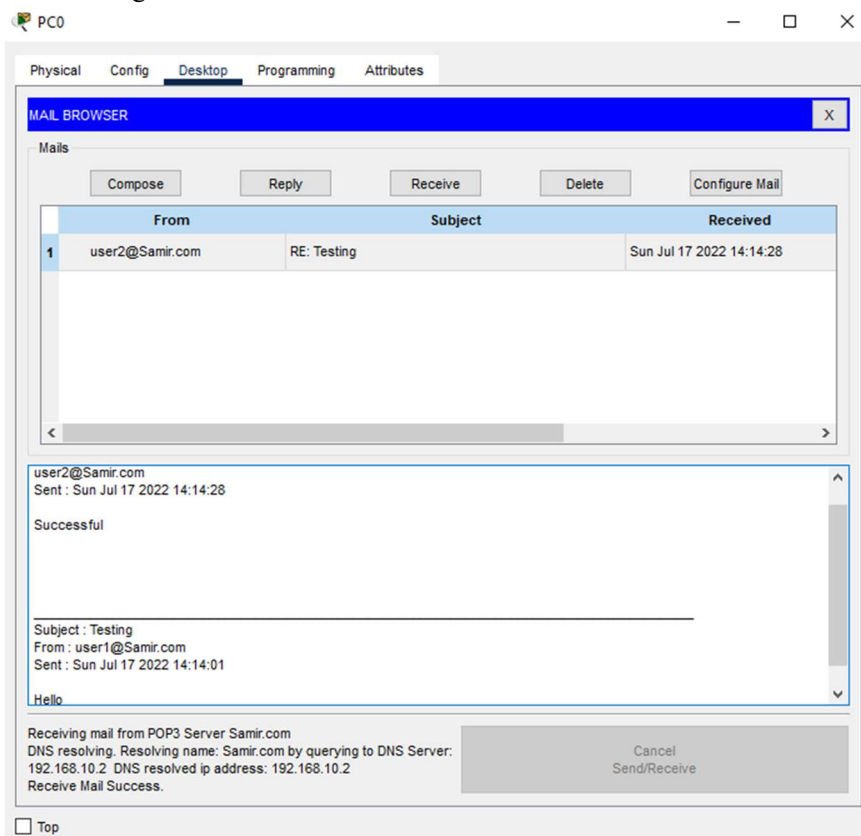 PC0
Physical Config Desktop Programming Attributes
MAIL BROWSER X
Mails
Compose Reply Receive Delete Configure Mail
From Subject Received
1 user2@Samir.com RE: Testing Sun Jul 17 2022 14:14:28
user2@Samir.com
Sent : Sun Jul 17 2022 14:14:28
Successful
Subject : Testing
From : user1@Samir.com
Sent : Sun Jul 17 2022 14:14:01
Hello
Receiving mail from POP3 Server Samir.com
DNS resolving. Resolving name: Samir.com by querying to DNS Server:
192.168.10.2 DNS resolved ip address: 192.168.10.2
Receive Mail Success.
Cancel
Send/Receive
Top